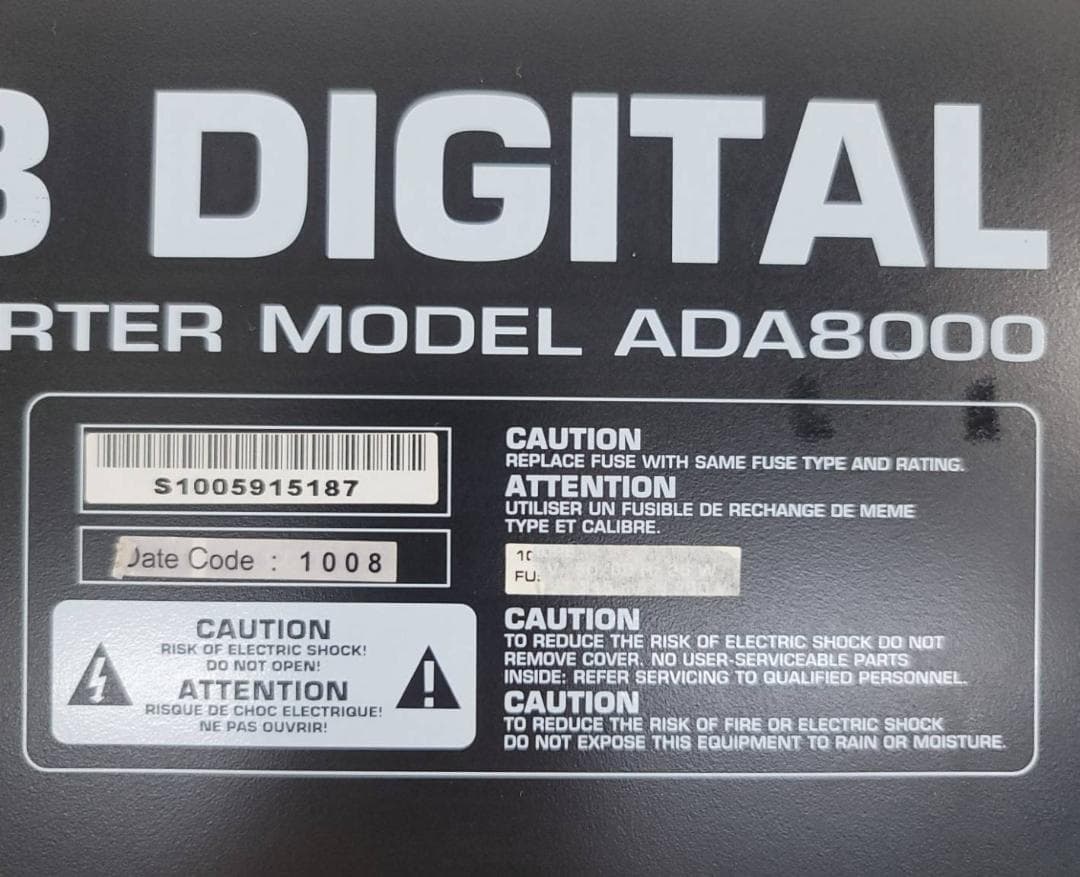 DIGITAL
RTER MODEL ADA8000
S1005915187
Date Code : 1008
CAUTION
RISK OF ELECTRIC SHOCK!
DO NOT OPEN!
ATTENTION
RISQUE DE CHOC ELECTRIQUE!
NE PAS OUVRIR!
CAUTION
REPLACE FUSE WITH SAME FUSE TYPE AND RATING.
ATTENTION
UTILISER UN FUSIBLE DE RECHANGE DE MEME
TYPE ET CALIBRE.
CAUTION
TO REDUCE THE RISK OF ELECTRIC SHOCK DO NOT
REMOVE COVER. NO USER-SERVICEABLE PARTS
INSIDE: REFER SERVICING TO QUALIFIED PERSONNEL.
CAUTION
TO REDUCE THE RISK OF FIRE OR ELECTRIC SHOCK
DO NOT EXPOSE THIS EQUIPMENT TO RAIN OR MOISTURE.